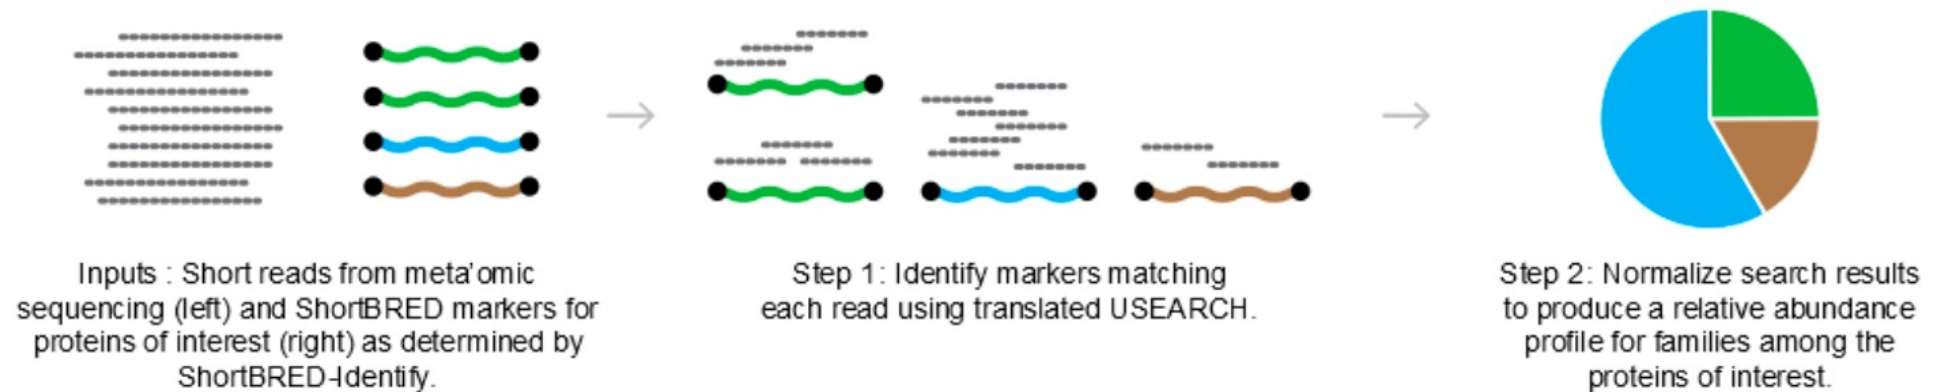 Inputs : Short reads from meta'omic
sequencing (left) and ShortBRED markers for
proteins of interest (right) as determined by
ShortBRED-Identify.
Step 1: Identify markers matching
each read using translated USEARCH.
Step 2: Normalize search results
to produce a relative abundance
profile for families among the
proteins of interest.